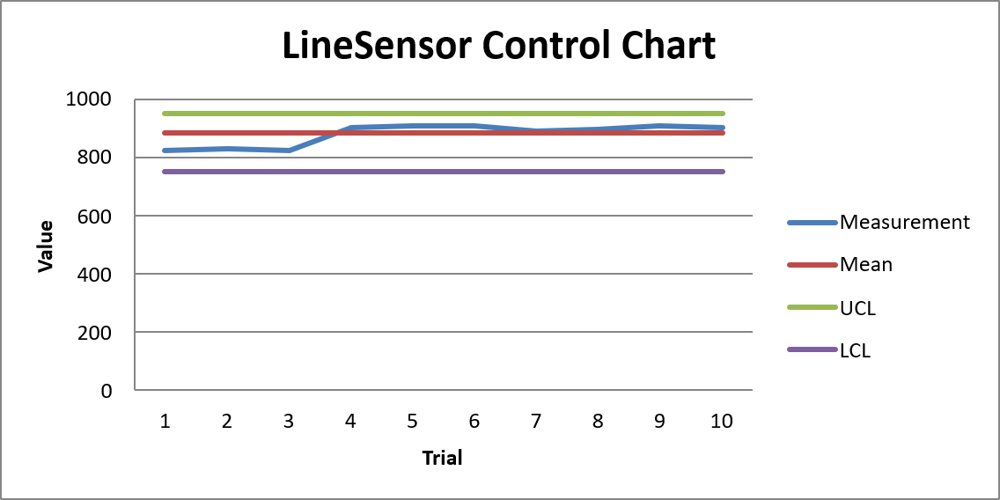 LineSensor Control Chart
1000
800
600
400
200
0
Value
1 2 3 4 5 6 7 8 9 10
Trial
Measurement
Mean
UCL
LCL